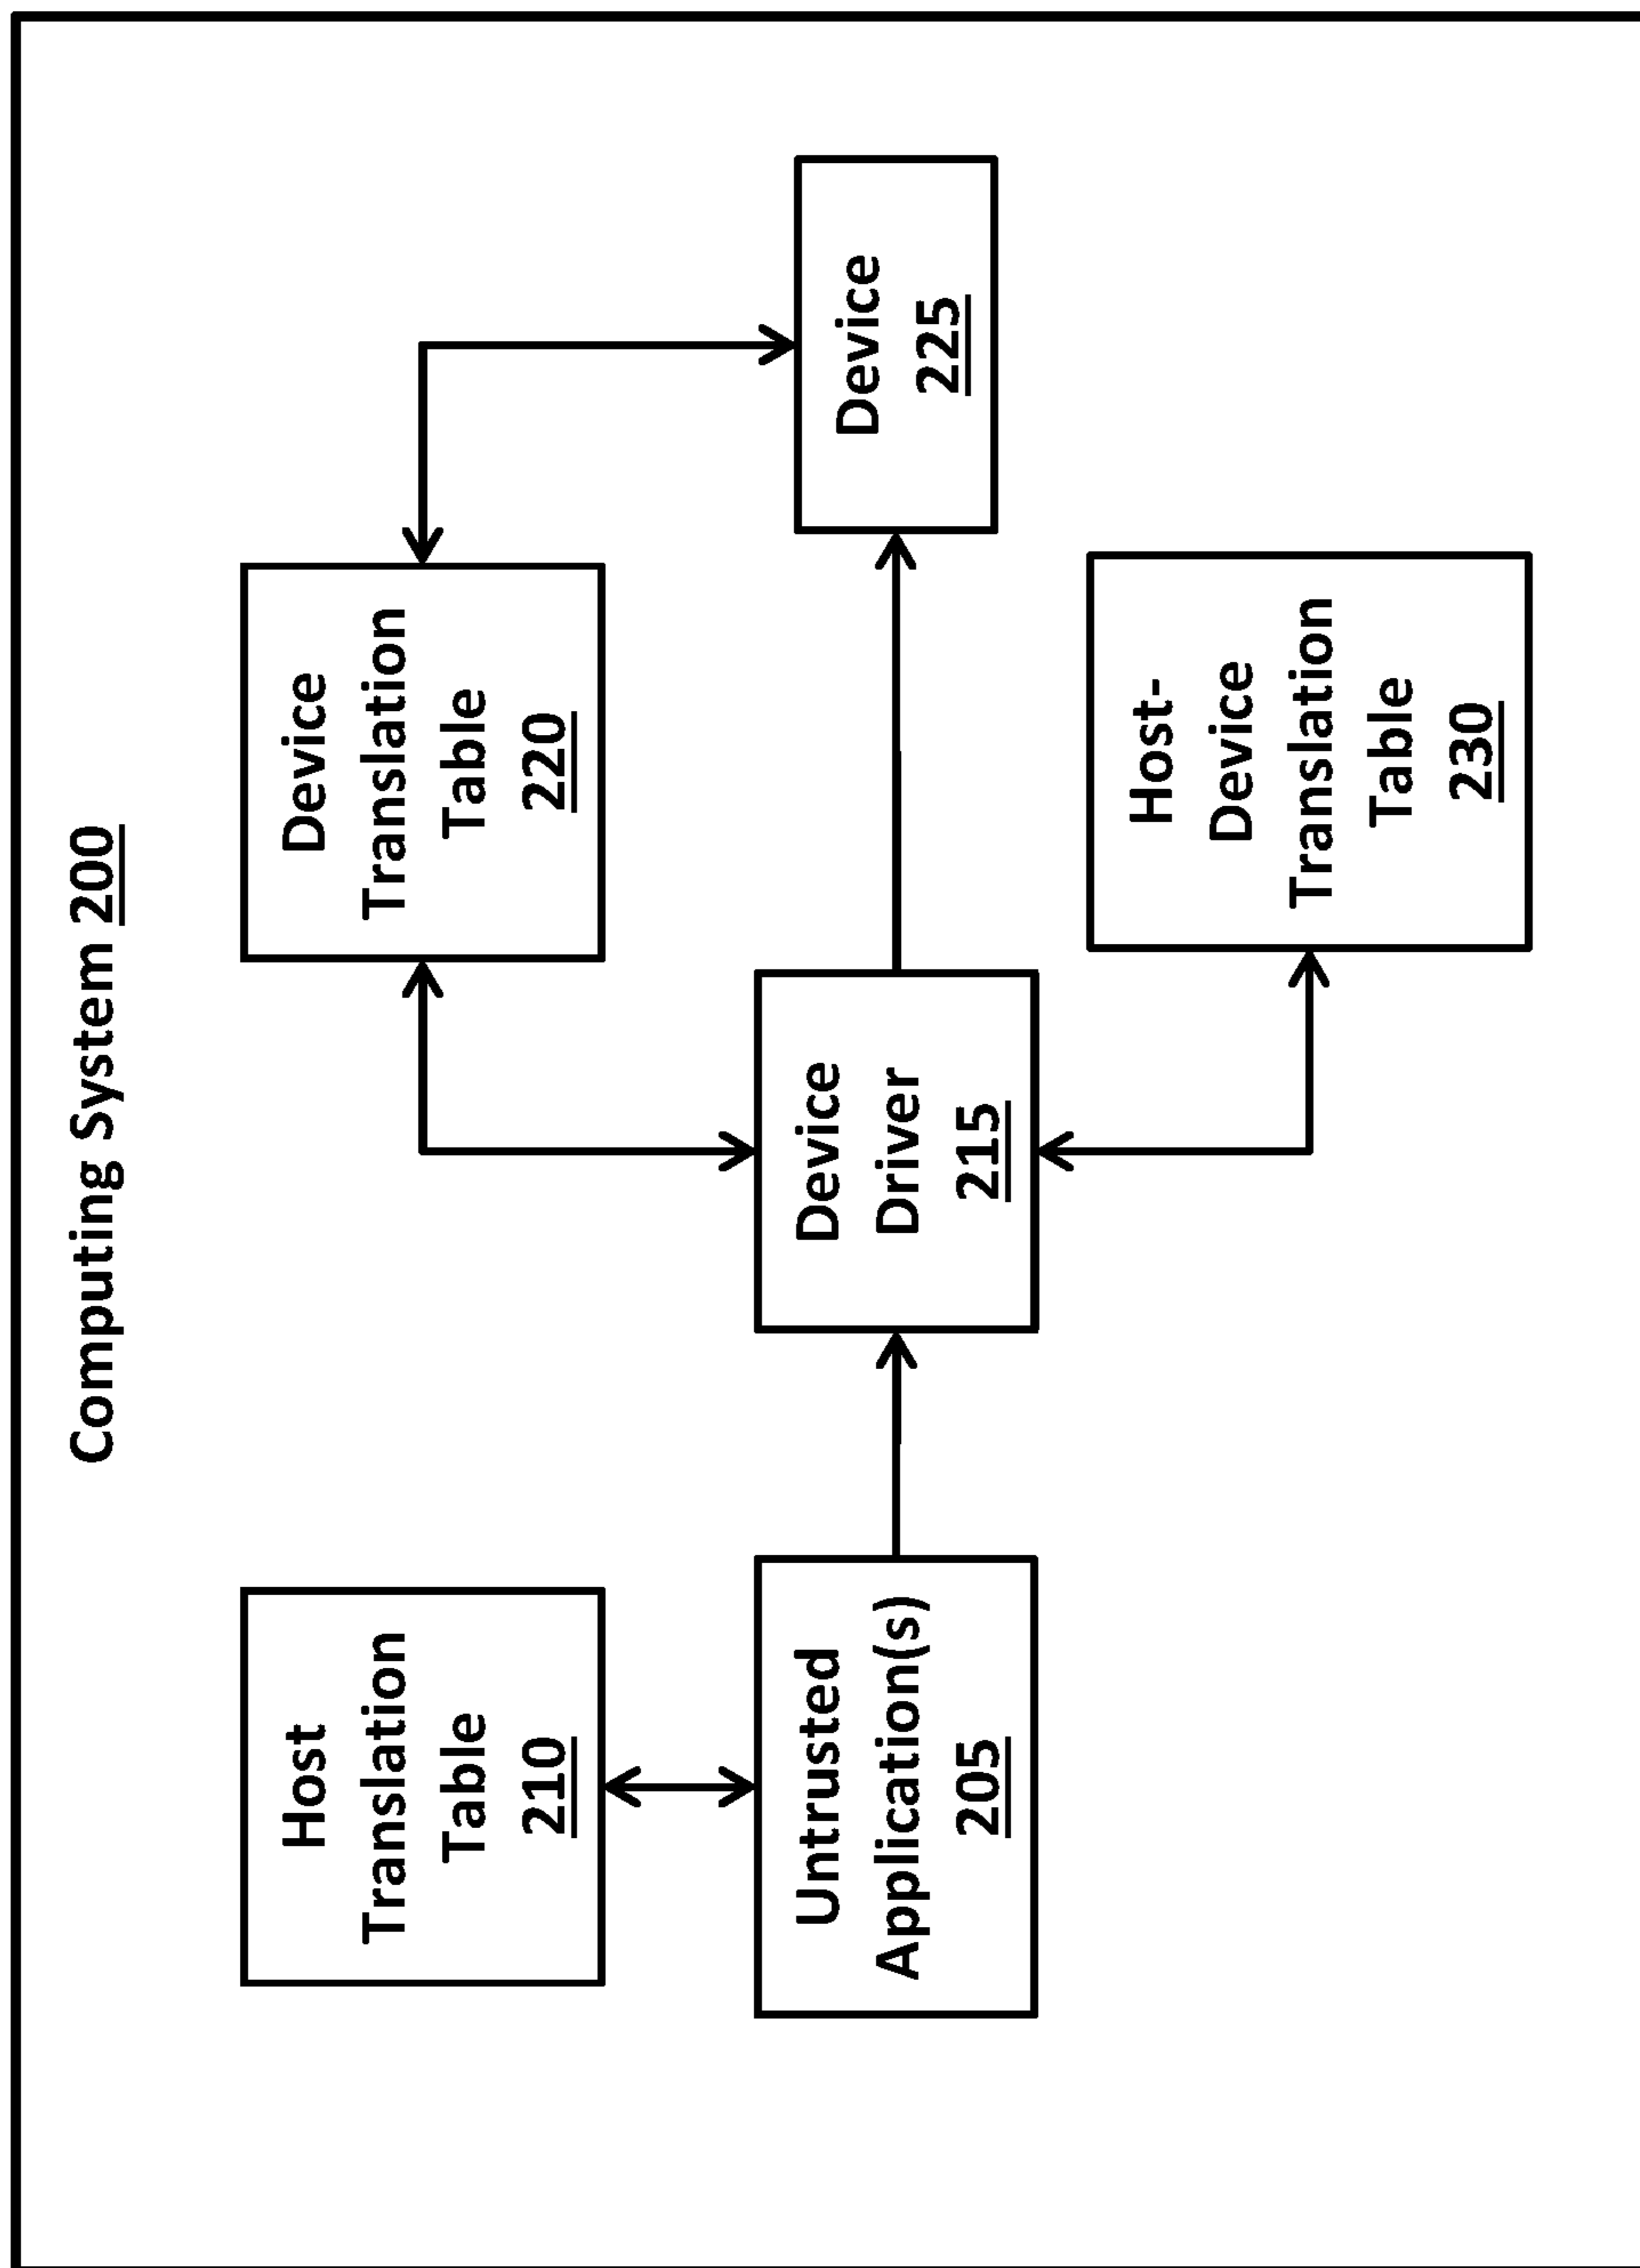 Computing System 200
Host
Translation
Table
210
Device
Translation
Table
220
Untrusted
Application(s)
205
Device
Driver
215
Device
225
Host-
Device
Translation
Table
230